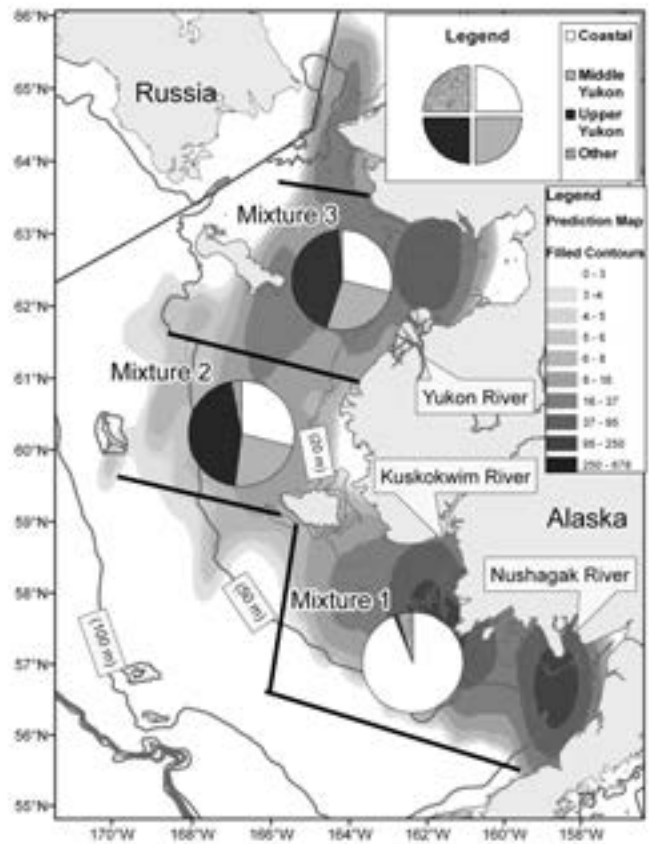 66°N
65°N
64°N
63°N
62°N
61°N
60°N
59°N
58°N
57°N
56°N
55°N
170°W
168°W
166°W
164°W
162°W
160°W
158°W
Russia
Legend
Coastal
Middle
Yukon
Upper
Yukon
Other
Mixture 3
Legend
Prediction Map
Filled Contours
0 - 3
3 - 4
4 - 5
5 - 6
6 - 8
16 - 37
37 - 95
95 - 250
250 - 678
Mixture 2
Yukon River
(20 m)
Kuskokwim River
Alaska
Nushagak River
Mixture 1
(50 m)
(100 m)